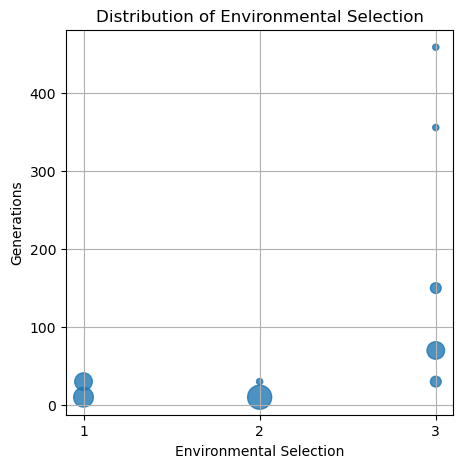 Distribution of Environmental Selection
400
300
200
100
0
Generations
1 2 3
Environmental Selection